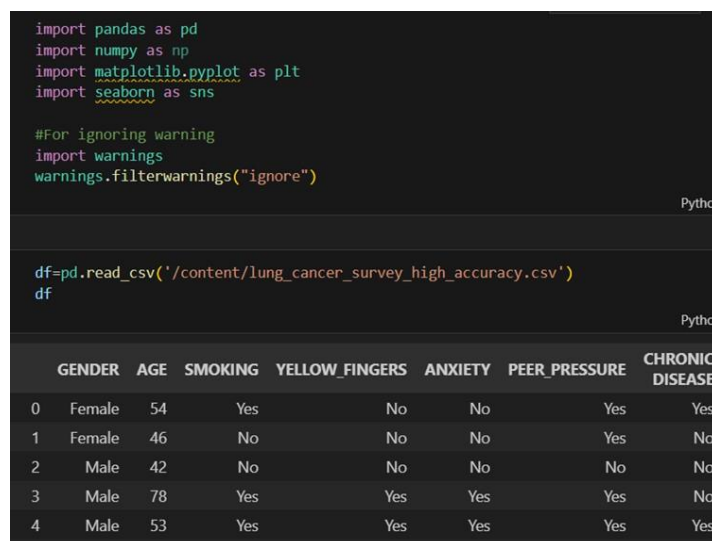 import pandas as pd
import numpy as np
import matplotlib.pyplot as plt
import seaborn as sns
#For ignoring warning
import warnings
warnings.filterwarnings("ignore")
Pytho
df=pd.read_csv('/content/lung_cancer_survey_high_accuracy.csv')
df
Pytho
GENDER AGE SMOKING YELLOW_FINGERS ANXIETY PEER_PRESSURE CHRONIC DISEASE
0 Female 54 Yes No No Yes Yes
1 Female 46 No No No Yes No
2 Male 42 No No No No No
3 Male 78 Yes Yes Yes Yes No
4 Male 53 Yes Yes Yes Yes Yes